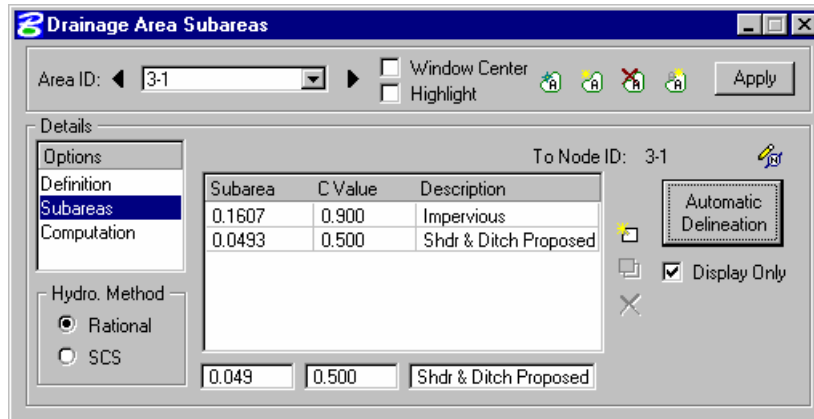 Drainage Area Subareas
Area ID: 3-1 Window Center Apply
Highlight
Details
Options To Node ID: 3-1
Definition Subarea C Value Description Automatic
Subareas 0.1607 0.900 Impervious Delineation
Computation 0.0493 0.500 Shdr & Ditch Proposed
Display Only
Hydro. Method
Rational
SCS
0.049 0.500 Shdr & Ditch Proposed